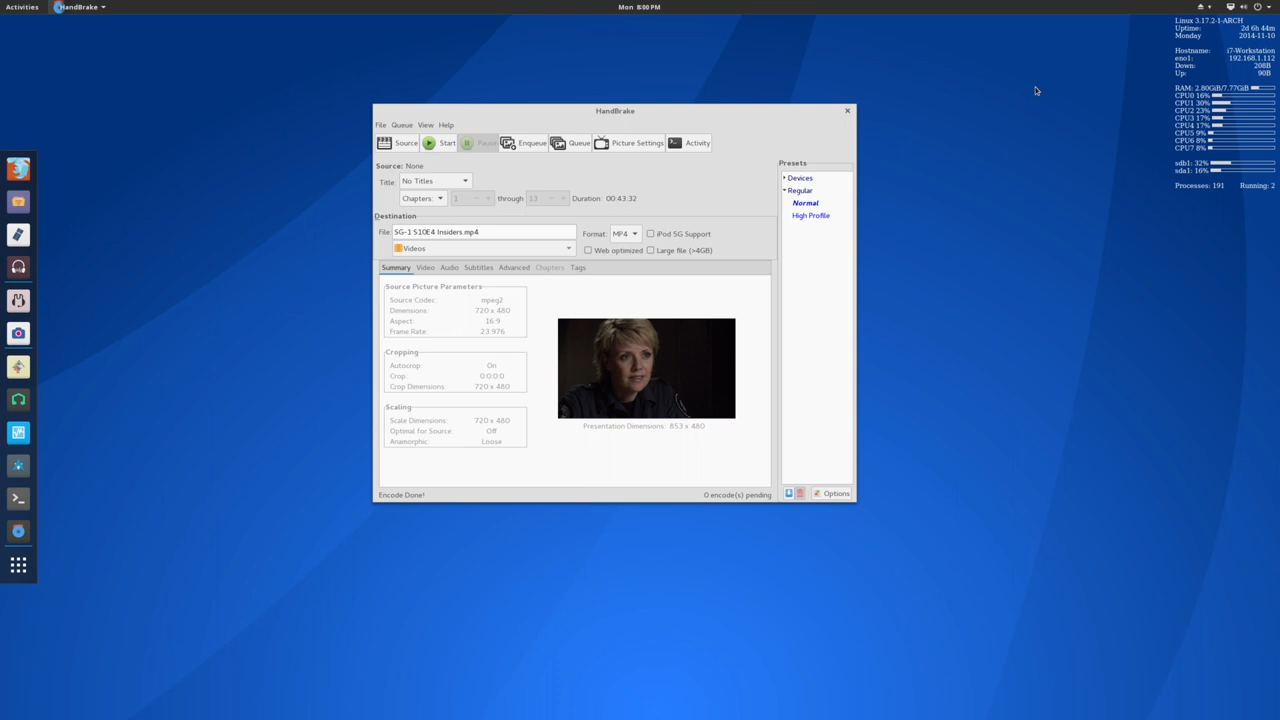 Activities HandBrake Mon 8:00 PM
Linux 3.17.2-1-ARCH
Uptime: 2d 6h 44m
Monday 2014-11-10
Hostname: i7-Workstation
eno1: 192.168.1.112
Down: 208B
Up: 90B
RAM: 2.80GiB/7.77GiB
CPU0 16%
CPU1 30%
CPU2 23%
CPU3 17%
CPU4 17%
CPU5 9%
CPU6 8%
CPU7 8%
sdb1: 32%
sda1: 16%
Processes: 191 Running: 2
HandBrake
File Queue View Help
Source Start Pause Enqueue Queue Picture Settings Activity
Source: None
Title: No Titles
Chapters: 1 through 13 Duration: 00:43:32
Destination
File: SG-1 S10E4 Insiders.mp4 Format: MP4 iPod 5G Support
Videos Web optimized Large file (>4GB)
Summary Video Audio Subtitles Advanced Chapters Tags
Source Picture Parameters
Source Codec: mpeg2
Dimensions: 720 x 480
Aspect: 16:9
Frame Rate: 23.976
Cropping
Autocrop: On
Crop: 0:0:0:0
Crop Dimensions: 720 x 480
Scaling
Scale Dimensions: 720 x 480
Optimal for Source: Off
Anamorphic: Loose
Presentation Dimensions: 853 x 480
Encode Done! 0 encode(s) pending
Presets
Devices
Regular
Normal
High Profile
Options